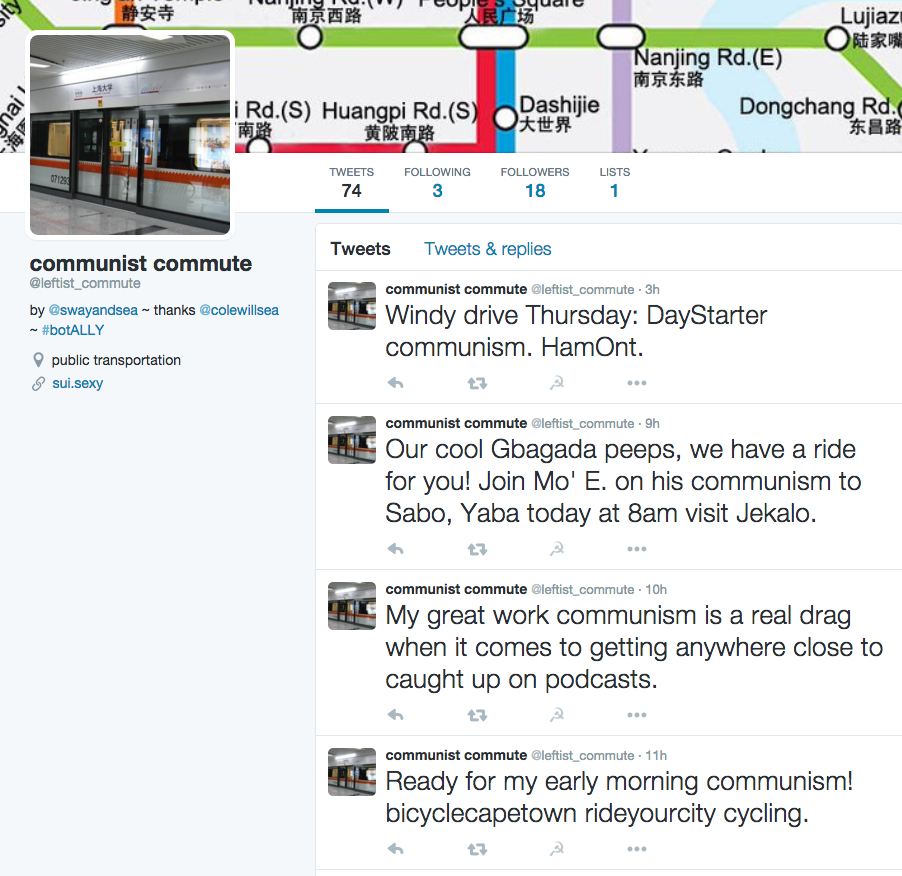 静安寺
南京西路
People's Square
人民广场
Lujiazu
陆家嘴
Nanjing Rd.(E)
南京东路
上海大学
i Rd.(S)
南路
Huangpi Rd.(S)
黄陂南路
Dashijie
大世界
Dongchang Rd.
东昌路
071293
TWEETS
74
FOLLOWING
3
FOLLOWERS
18
LISTS
1
communist commute
@leftist_commute
by @swayandsea ~ thanks @colewillsea
~ #botALLY
public transportation
sui.sexy
Tweets Tweets & replies
communist commute @leftist_commute · 3h
Windy drive Thursday: DayStarter
communism. HamOnt.
communist commute @leftist_commute · 9h
Our cool Gbagada peeps, we have a ride
for you! Join Mo' E. on his communism to
Sabo, Yaba today at 8am visit Jekalo.
communist commute @leftist_commute · 10h
My great work communism is a real drag
when it comes to getting anywhere close to
caught up on podcasts.
communist commute @leftist_commute · 11h
Ready for my early morning communism!
bicyclecapetown rideyourcity cycling.